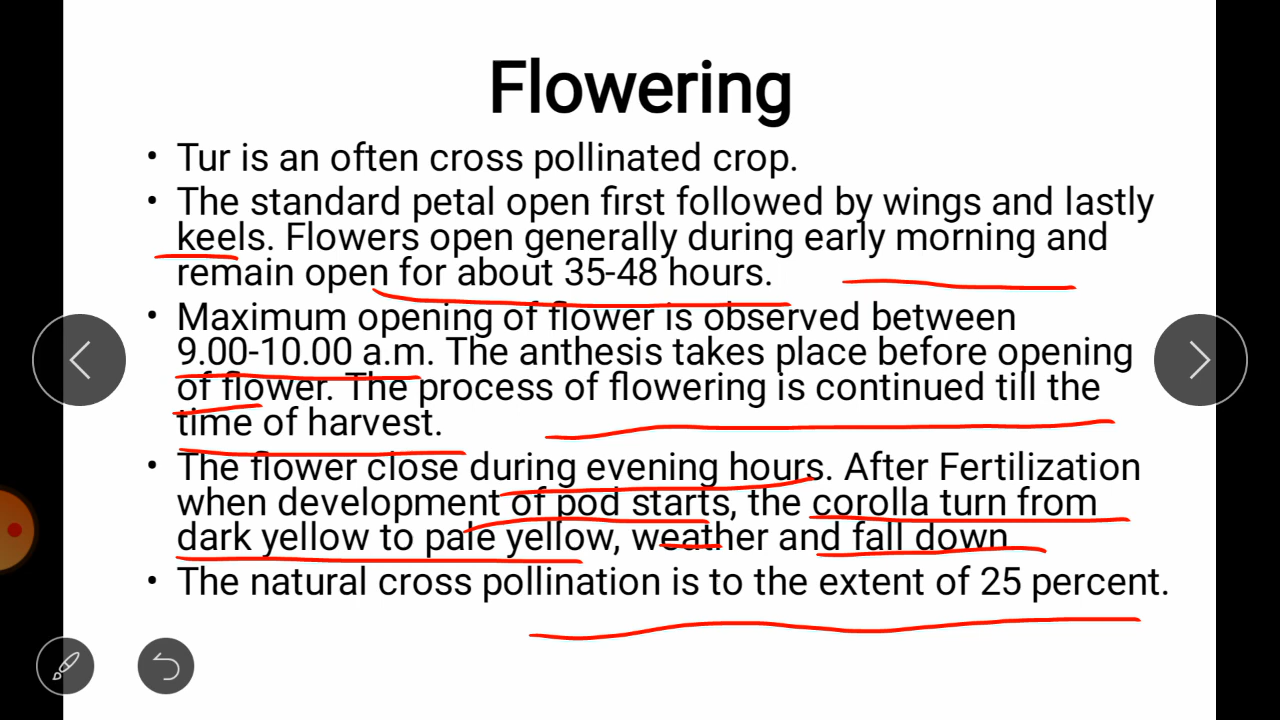 Flowering
• Tur is an often cross pollinated crop.
• The standard petal open first followed by wings and lastly
keels. Flowers open generally during early morning and
remain open for about 35-48 hours.
• Maximum opening of flower is observed between
9.00-10.00 a.m. The anthesis takes place before opening
of flower. The process of flowering is continued till the
time of harvest.
• The flower close during evening hours. After Fertilization
when development of pod starts, the corolla turn from
dark yellow to pale yellow, weather and fall down.
• The natural cross pollination is to the extent of 25 percent.